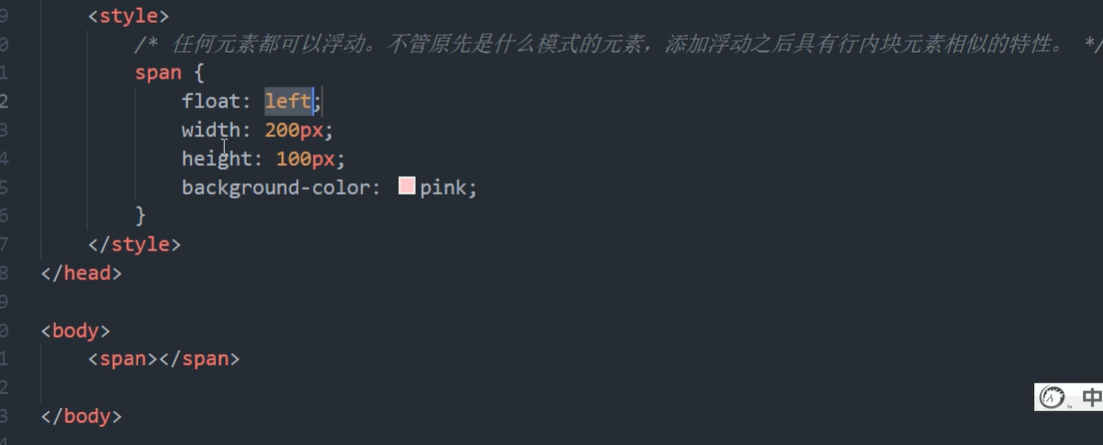 9 <style>
0 /* 任何元素都可以浮动。不管原先是什么模式的元素，添加浮动之后具有行内块元素相似的特性。 */
1 span {
2 float: left;
3 width: 200px;
4 height: 100px;
5 background-color: pink;
6 }
7 </style>
8 </head>
9
0 <body>
1 <span></span>
2
3 </body>
4
中